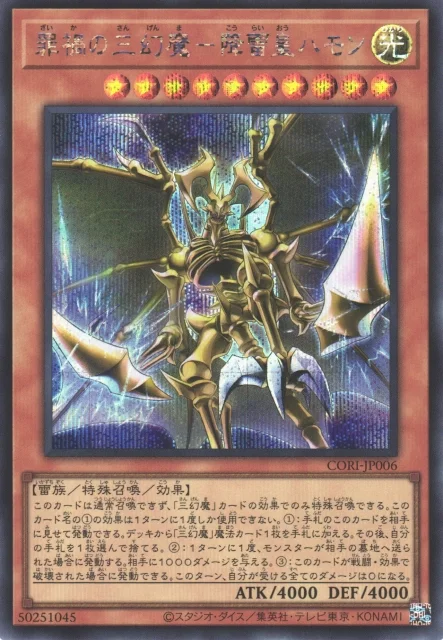 罪禍の三幻魔－降雷皇ハモン
光
CORI-JP006
【雷族／特殊召喚／効果】
このカードは通常召喚できず、「三幻魔」カードの効果でのみ特殊召喚できる。この
カード名の①の効果は1ターンに1度しか使用できない。①：手札のこのカードを相手
に見せて発動できる。デッキから「三幻魔」魔法カード1枚を手札に加える。その後、自分
の手札を1枚選んで捨てる。②：1ターンに1度、モンスターが相手の墓地へ送ら
れた場合に発動する。相手に1000ダメージを与える。③：このカードが戦闘・効果で
破壊された場合に発動できる。このターン、自分が受ける全てのダメージは0になる。
ATK/4000 DEF/4000
50251045
©スタジオ・ダイス／集英社・テレビ東京・KONAMI